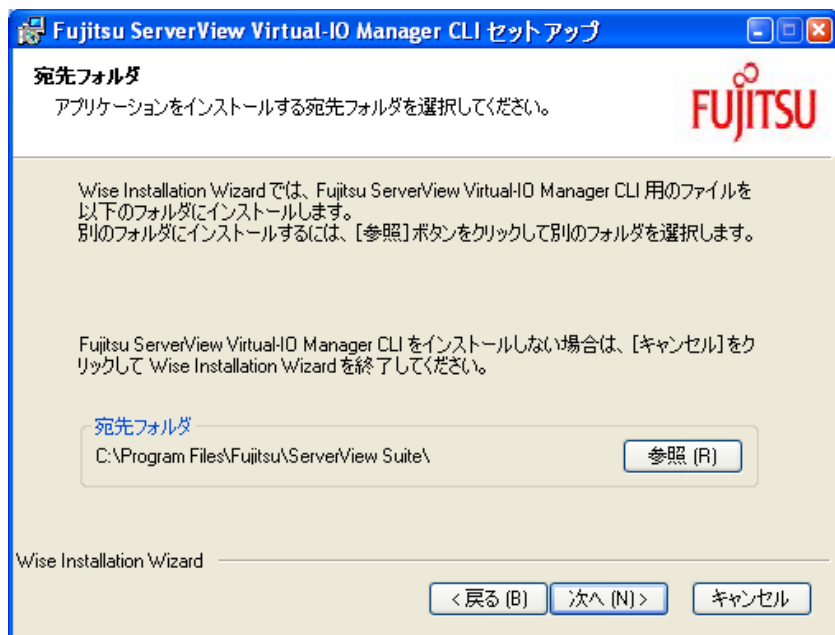 Fujitsu ServerView Virtual-IO Manager CLI セットアップ
宛先フォルダ
アプリケーションをインストールする宛先フォルダを選択してください。
FUJITSU
Wise Installation Wizard では、Fujitsu ServerView Virtual-IO Manager CLI 用のファイルを
以下のフォルダにインストールします。
別のフォルダにインストールするには、[参照]ボタンをクリックして別のフォルダを選択します。
Fujitsu ServerView Virtual-IO Manager CLI をインストールしない場合は、[キャンセル]をク
リックして Wise Installation Wizard を終了してください。
宛先フォルダ
C:\Program Files\Fujitsu\ServerView Suite\
参照 (R)
Wise Installation Wizard
< 戻る (B)
次へ (N) >
キャンセル